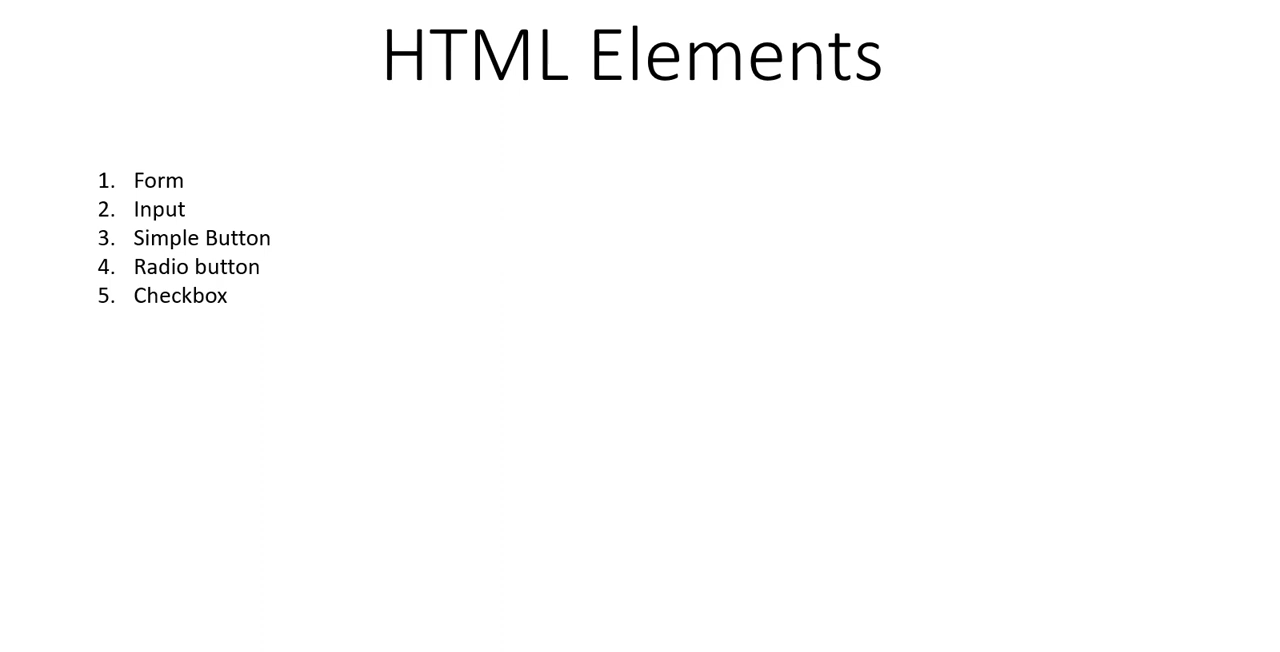 HTML Elements
1. Form
2. Input
3. Simple Button
4. Radio button
5. Checkbox